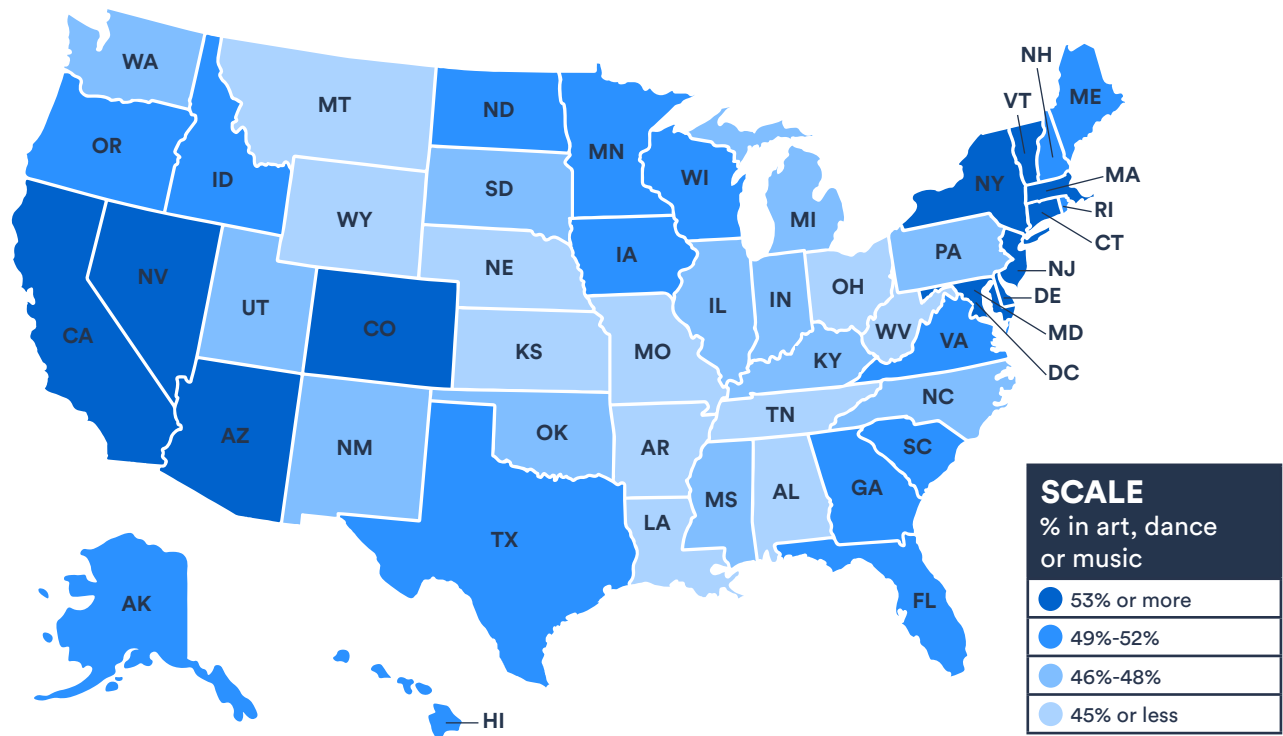 WA
MT
ND
MN
OR
ID
SD
WI
WY
MI
NH
VT
ME
NY
MA
RI
CT
NJ
DE
MD
DC
PA
NV
UT
CO
NE
IA
IL
IN
OH
WV
VA
CA
KS
MO
KY
NC
AZ
NM
OK
AR
TN
SC
GA
MS
AL
LA
TX
FL
AK
HI
SCALE
% in art, dance
or music
53% or more
49%-52%
46%-48%
45% or less